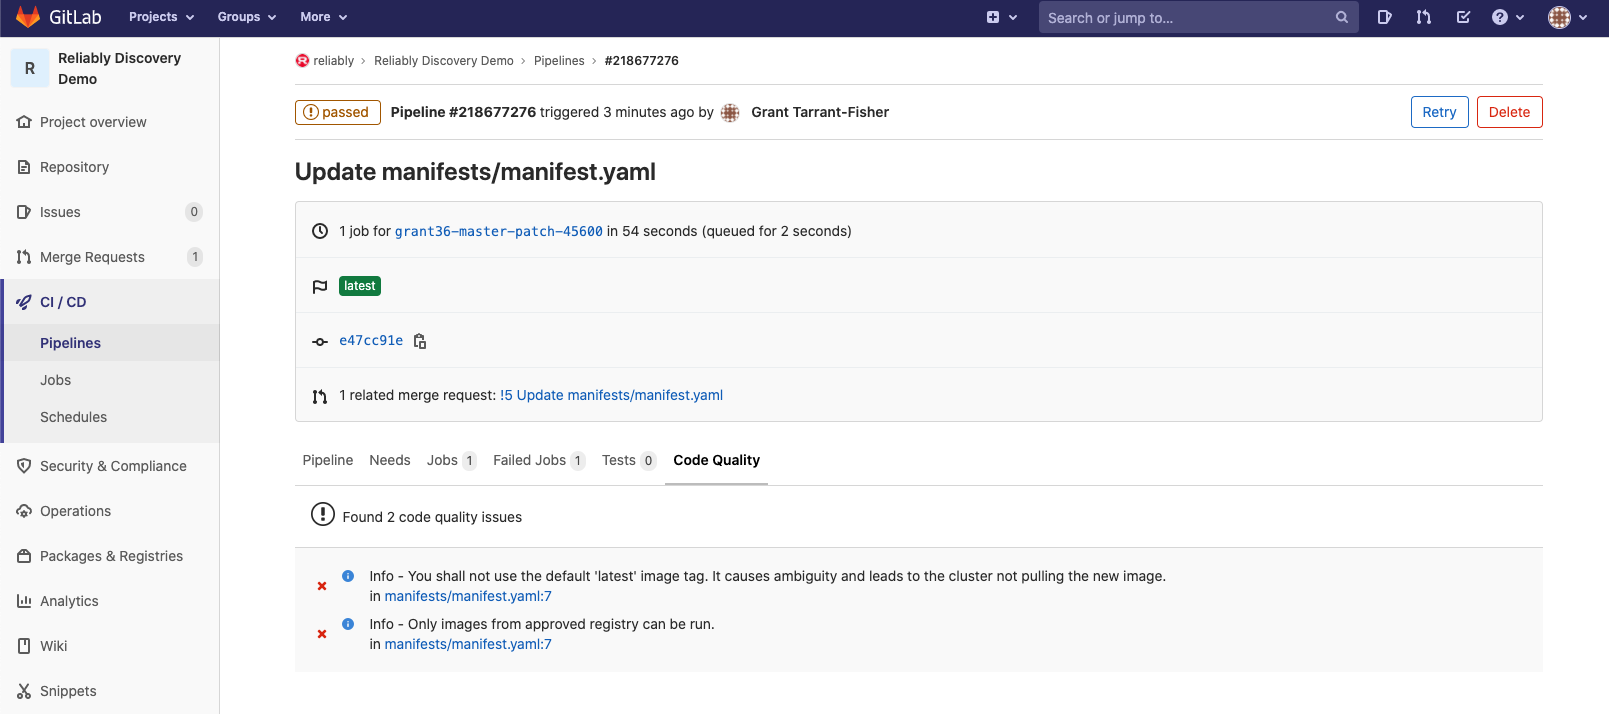 GitLab
Projects
Groups
More
Search or jump to...
R
Reliably Discovery
Demo
Project overview
Repository
Issues 0
Merge Requests 1
CI / CD
Pipelines
Jobs
Schedules
Security & Compliance
Operations
Packages & Registries
Analytics
Wiki
Snippets
reliably › Reliably Discovery Demo › Pipelines › #218677276
passed Pipeline #218677276 triggered 3 minutes ago by Grant Tarrant-Fisher
Retry
Delete
Update manifests/manifest.yaml
1 job for grant36-master-patch-45600 in 54 seconds (queued for 2 seconds)
latest
e47cc91e
1 related merge request: !5 Update manifests/manifest.yaml
Pipeline Needs Jobs 1 Failed Jobs 1 Tests 0 Code Quality
Found 2 code quality issues
Info - You shall not use the default 'latest' image tag. It causes ambiguity and leads to the cluster not pulling the new image.
in manifests/manifest.yaml:7
Info - Only images from approved registry can be run.
in manifests/manifest.yaml:7